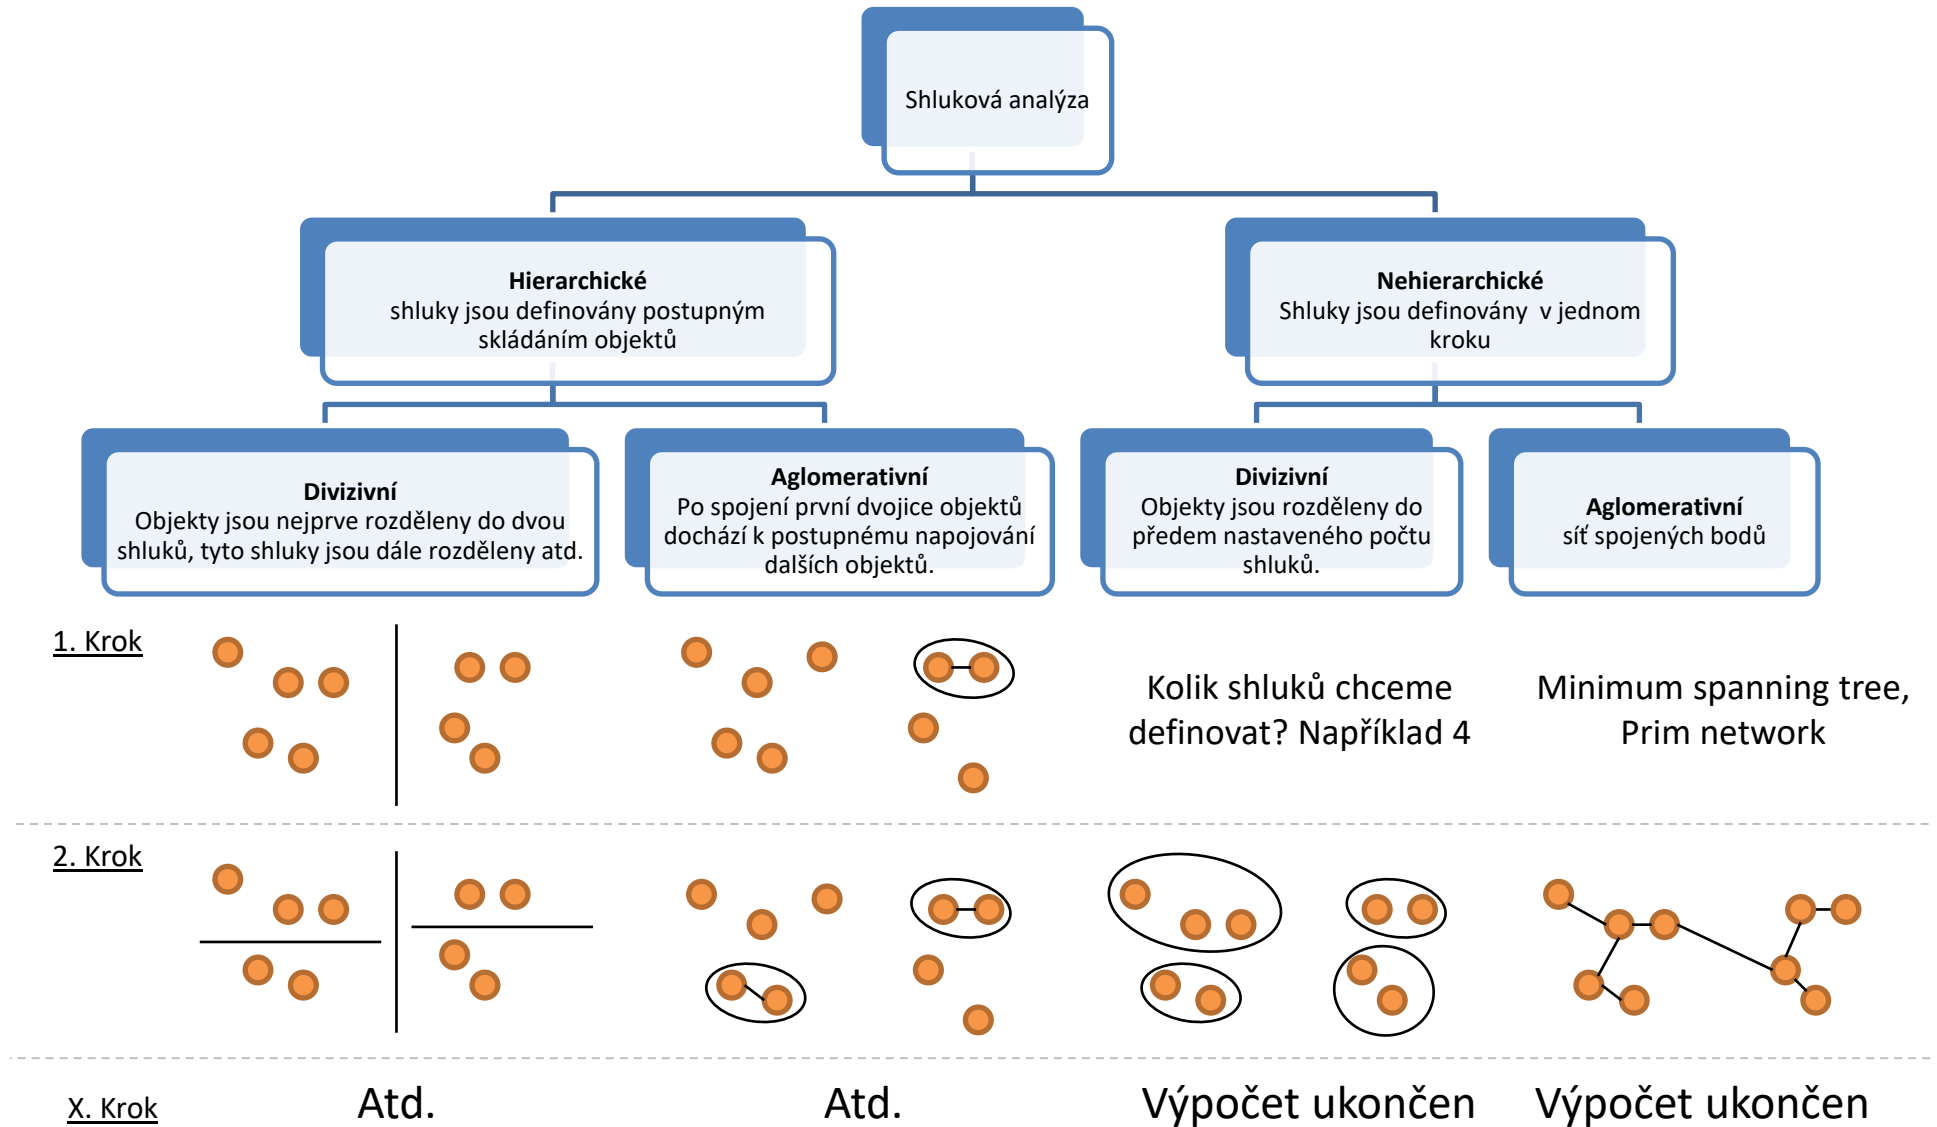 Shluková analýza
Hierarchické
shluky jsou definovány postupným
skládáním objektů
Nehierarchické
Shluky jsou definovány  v jednom
kroku
Divizivní
Objekty jsou nejprve rozděleny do dvou
shluků, tyto shluky jsou dále rozděleny atd.
Aglomerativní
Po spojení první dvojice objektů
dochází k postupnému napojování
dalších objektů.
Divizivní
Objekty jsou rozděleny do
předem nastaveného počtu
shluků.
Aglomerativní
síť spojených bodů
1. Krok
Kolik shluků chceme
definovat? Například 4
Minimum spanning tree,
Prim network
2. Krok
X. Krok
Atd.
Atd.
Výpočet ukončen
Výpočet ukončen